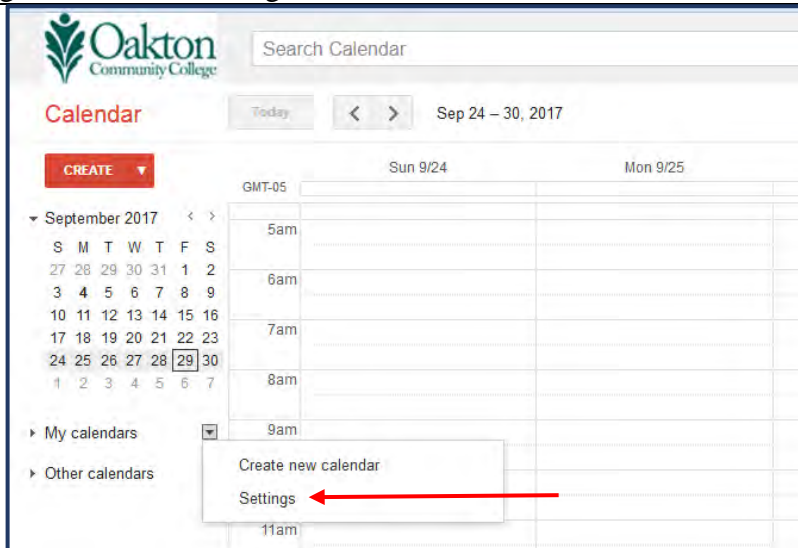 Oakton
Community College
Search Calendar
Calendar
Today
Sep 24 – 30, 2017
CREATE
Sun 9/24
Mon 9/25
GMT-05
September 2017
S M T W T F S
27 28 29 30 31 1 2
3 4 5 6 7 8 9
10 11 12 13 14 15 16
17 18 19 20 21 22 23
24 25 26 27 28 29 30
1 2 3 4 5 6 7
5am
6am
7am
8am
9am
My calendars
Other calendars
Create new calendar
Settings
11am